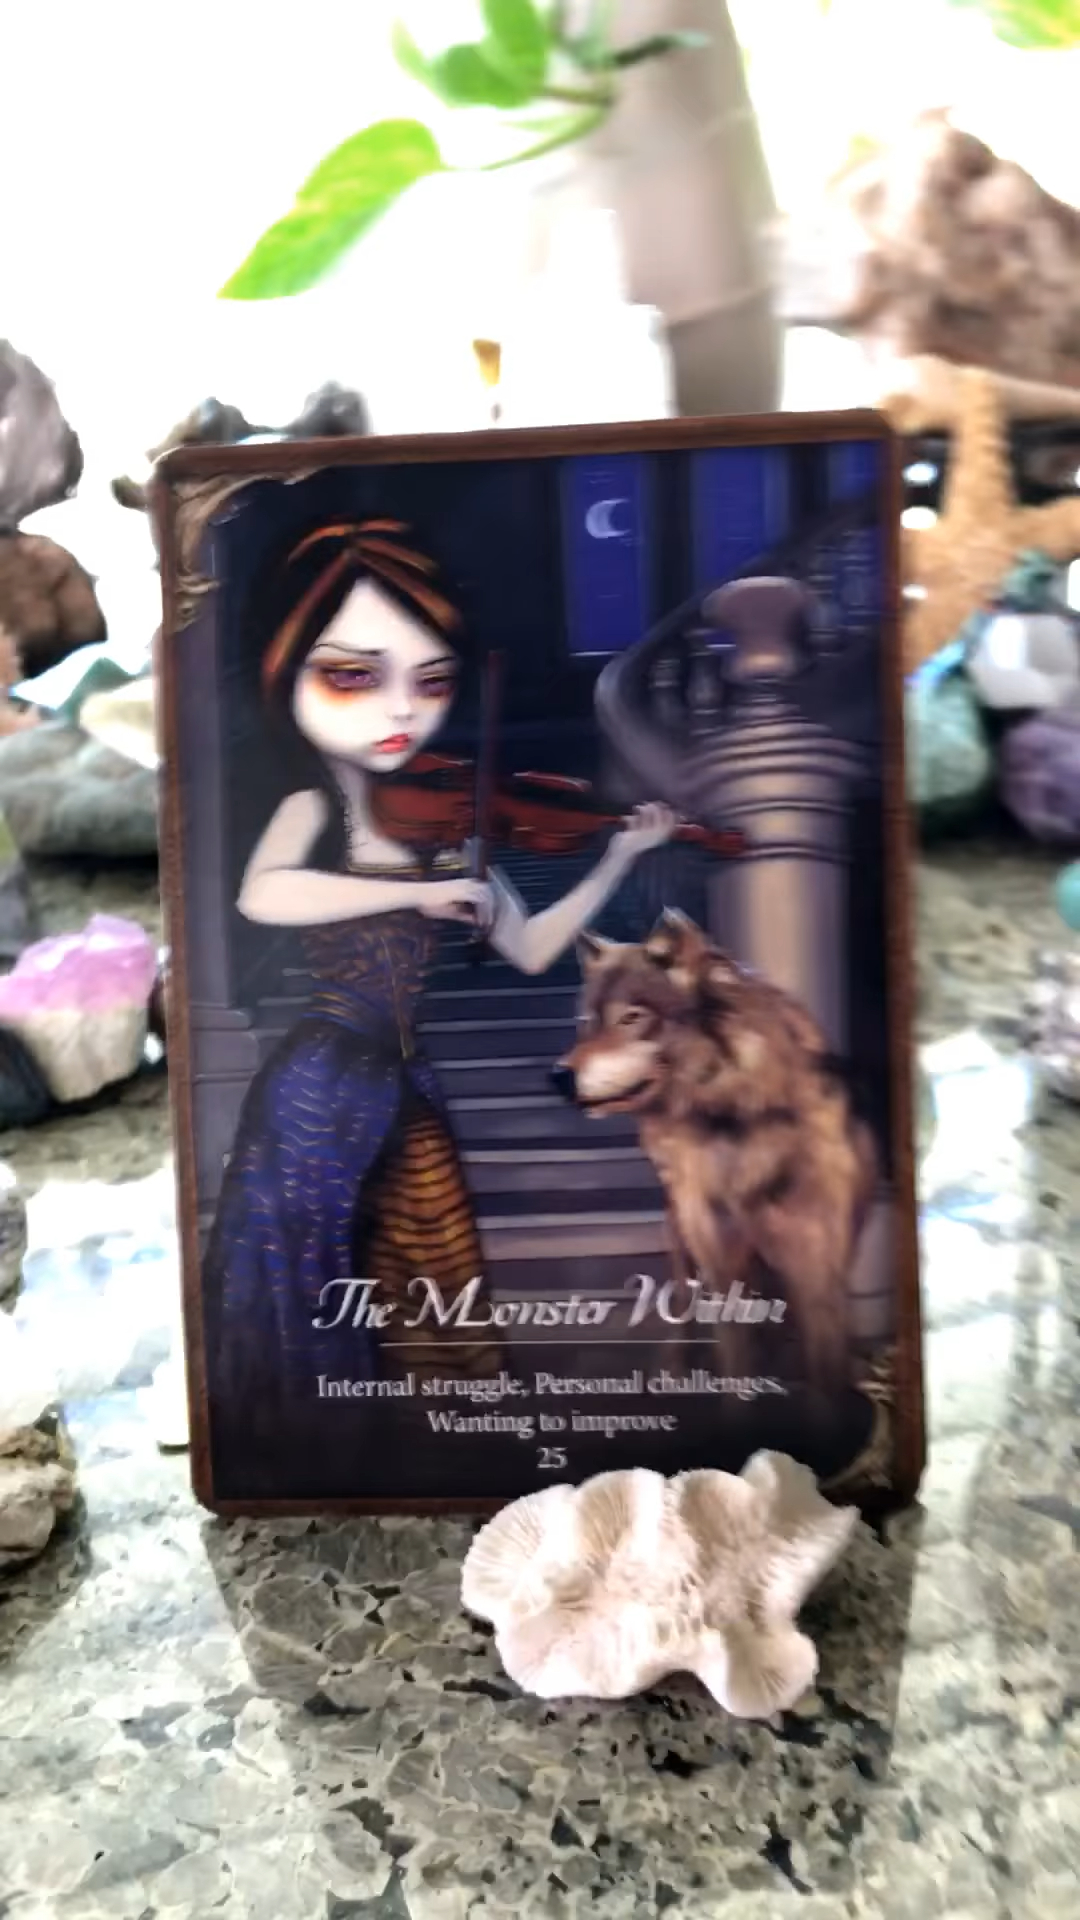 The Monster Within
Internal struggle, Personal challenges,
Wanting to improve
25